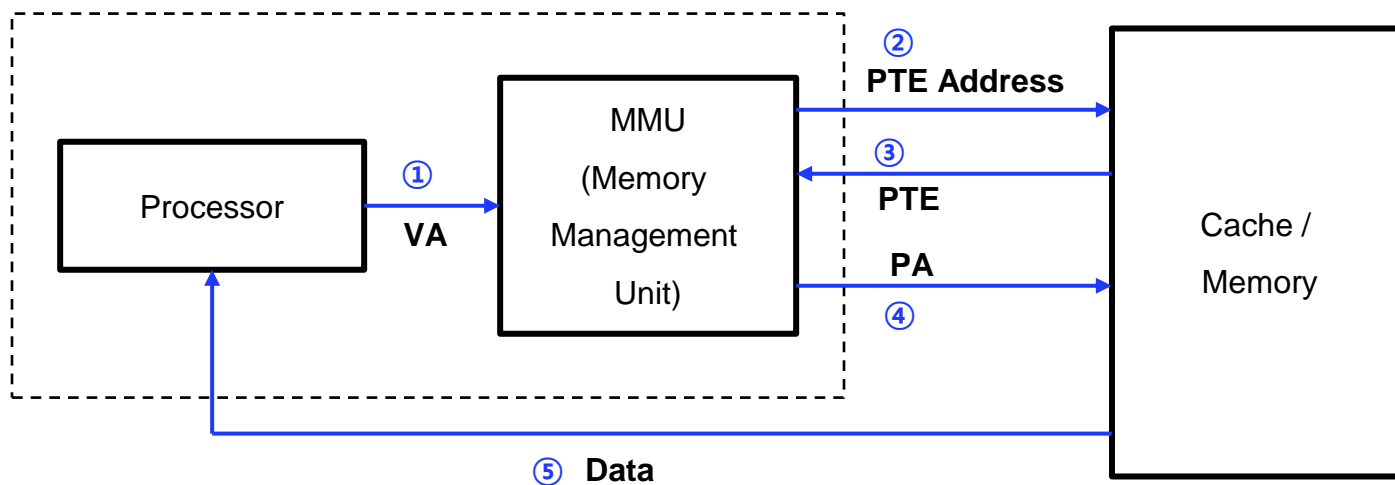 Processor
①
VA
MMU
(Memory
Management
Unit)
②
PTE Address
③
PTE
PA
④
Cache /
Memory
⑤ Data